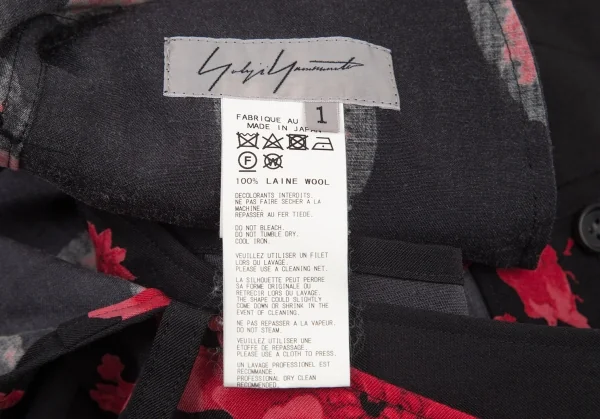 Yohji Yamamoto
1
FABRIQUE AU
MADE IN JAPAN
F W
100% LAINE WOOL
DECOLORANTS INTERDITS.
NE PAS FAIRE SECHER A LA
MACHINE.
REPASSER AU FER TIEDE.
DO NOT BLEACH.
DO NOT TUMBLE DRY.
COOL IRON.
VEUILLEZ UTILISER UN FILET
LORS DU LAVAGE.
PLEASE USE A CLEANING NET.
LA SILHOUETTE PEUT PERDRE
SA FORME ORIGINALE OU
RETRECIR LORS DU LAVAGE.
THE SHAPE COULD SLIGHTLY
COME DOWN OR SHRINK IN THE
EVENT OF CLEANING.
NE PAS REPASSER A LA VAPEUR.
DO NOT STEAM.
VEUILLEZ UTILISER UNE
ETOFFE DE REPASSAGE.
PLEASE USE A CLOTH TO PRESS.
UN LAVAGE PROFESSIONEL EST
RECOMMANDE.
PROFESSIONAL DRY CLEAN
RECOMMENDED.